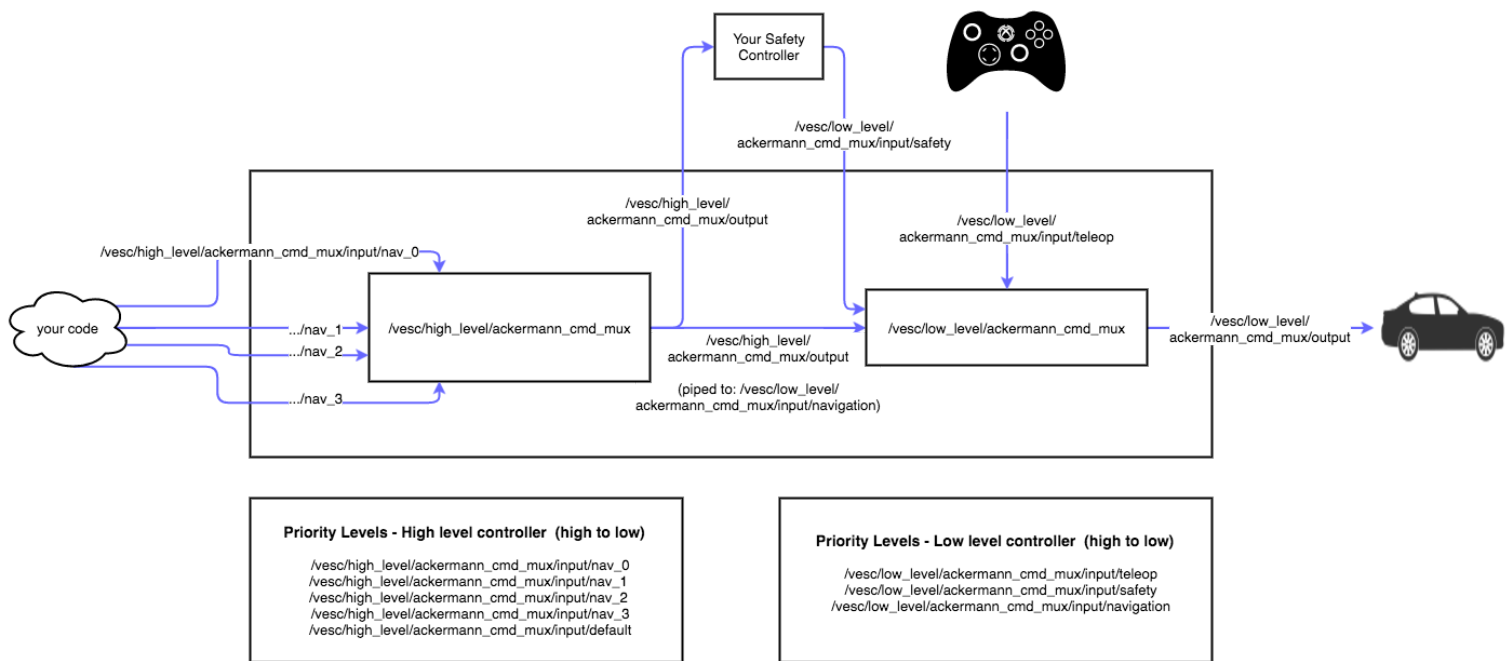 Your Safety
Controller
/vesc/low_level/
ackermann_cmd_mux/input/safety
/vesc/high_level/
ackermann_cmd_mux/output
/vesc/low_level/
ackermann_cmd_mux/input/teleop
/vesc/high_level/ackermann_cmd_mux/input/nav_0
your code
.../nav_1
.../nav_2
.../nav_3
/vesc/high_level/ackermann_cmd_mux
/vesc/high_level/
ackermann_cmd_mux/output
(piped to: /vesc/low_level/
ackermann_cmd_mux/input/navigation)
/vesc/low_level/ackermann_cmd_mux
/vesc/low_level/
ackermann_cmd_mux/output
Priority Levels - High level controller (high to low)
/vesc/high_level/ackermann_cmd_mux/input/nav_0
/vesc/high_level/ackermann_cmd_mux/input/nav_1
/vesc/high_level/ackermann_cmd_mux/input/nav_2
/vesc/high_level/ackermann_cmd_mux/input/nav_3
/vesc/high_level/ackermann_cmd_mux/input/default
Priority Levels - Low level controller (high to low)
/vesc/low_level/ackermann_cmd_mux/input/teleop
/vesc/low_level/ackermann_cmd_mux/input/safety
/vesc/low_level/ackermann_cmd_mux/input/navigation